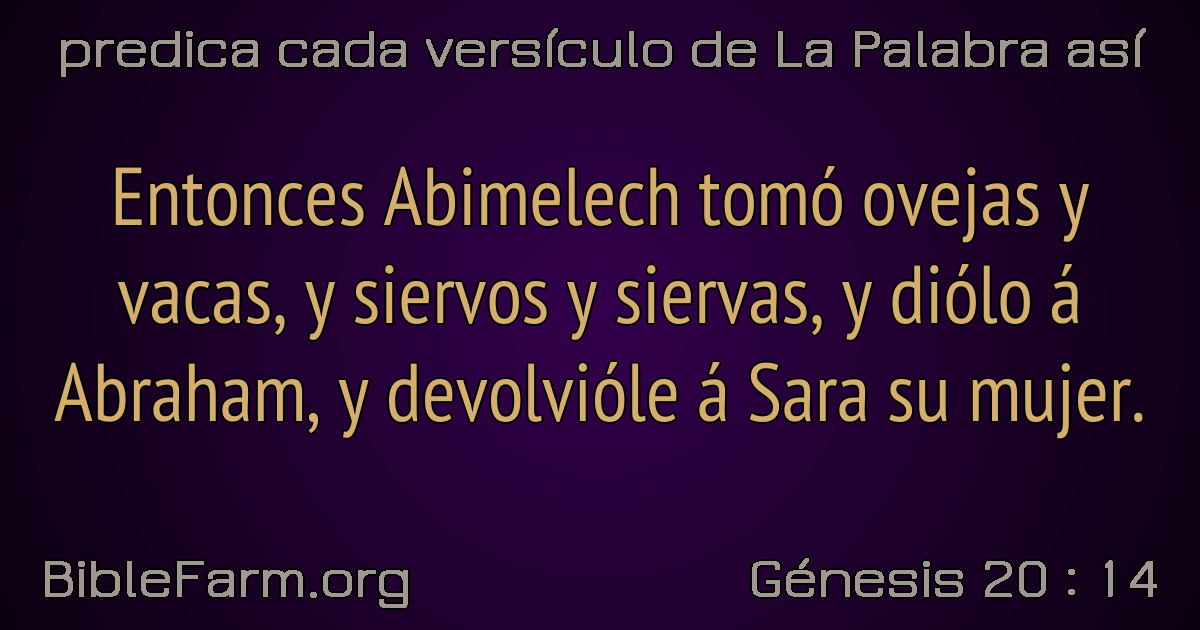 predica cada versículo de La Palabra así
Entonces Abimelech tomó ovejas y
vacas, y siervos y siervas, y diólo á
Abraham, y devolvióle á Sara su mujer.
BibleFarm.org
Génesis 20 : 14